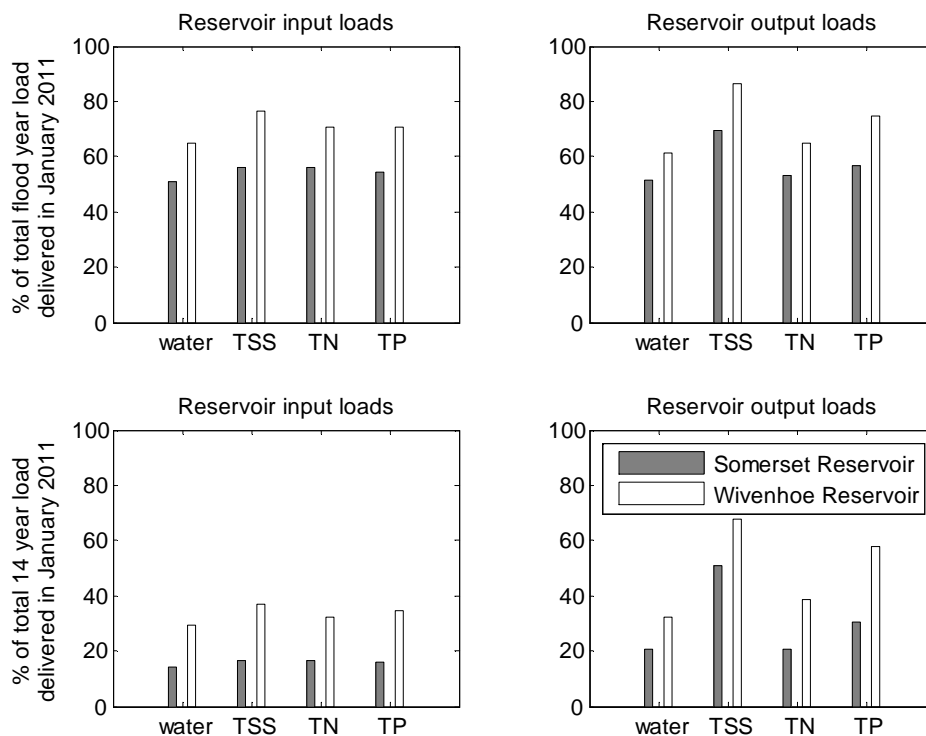 Reservoir input loads
% of total flood year load
delivered in January 2011
100
80
60
40
20
0
water TSS TN TP
Reservoir output loads
100
80
60
40
20
0
water TSS TN TP
Reservoir input loads
% of total 14 year load
delivered in January 2011
100
80
60
40
20
0
water TSS TN TP
Reservoir output loads
100
80
60
40
20
0
Somerset Reservoir
Wivenhoe Reservoir
water TSS TN TP